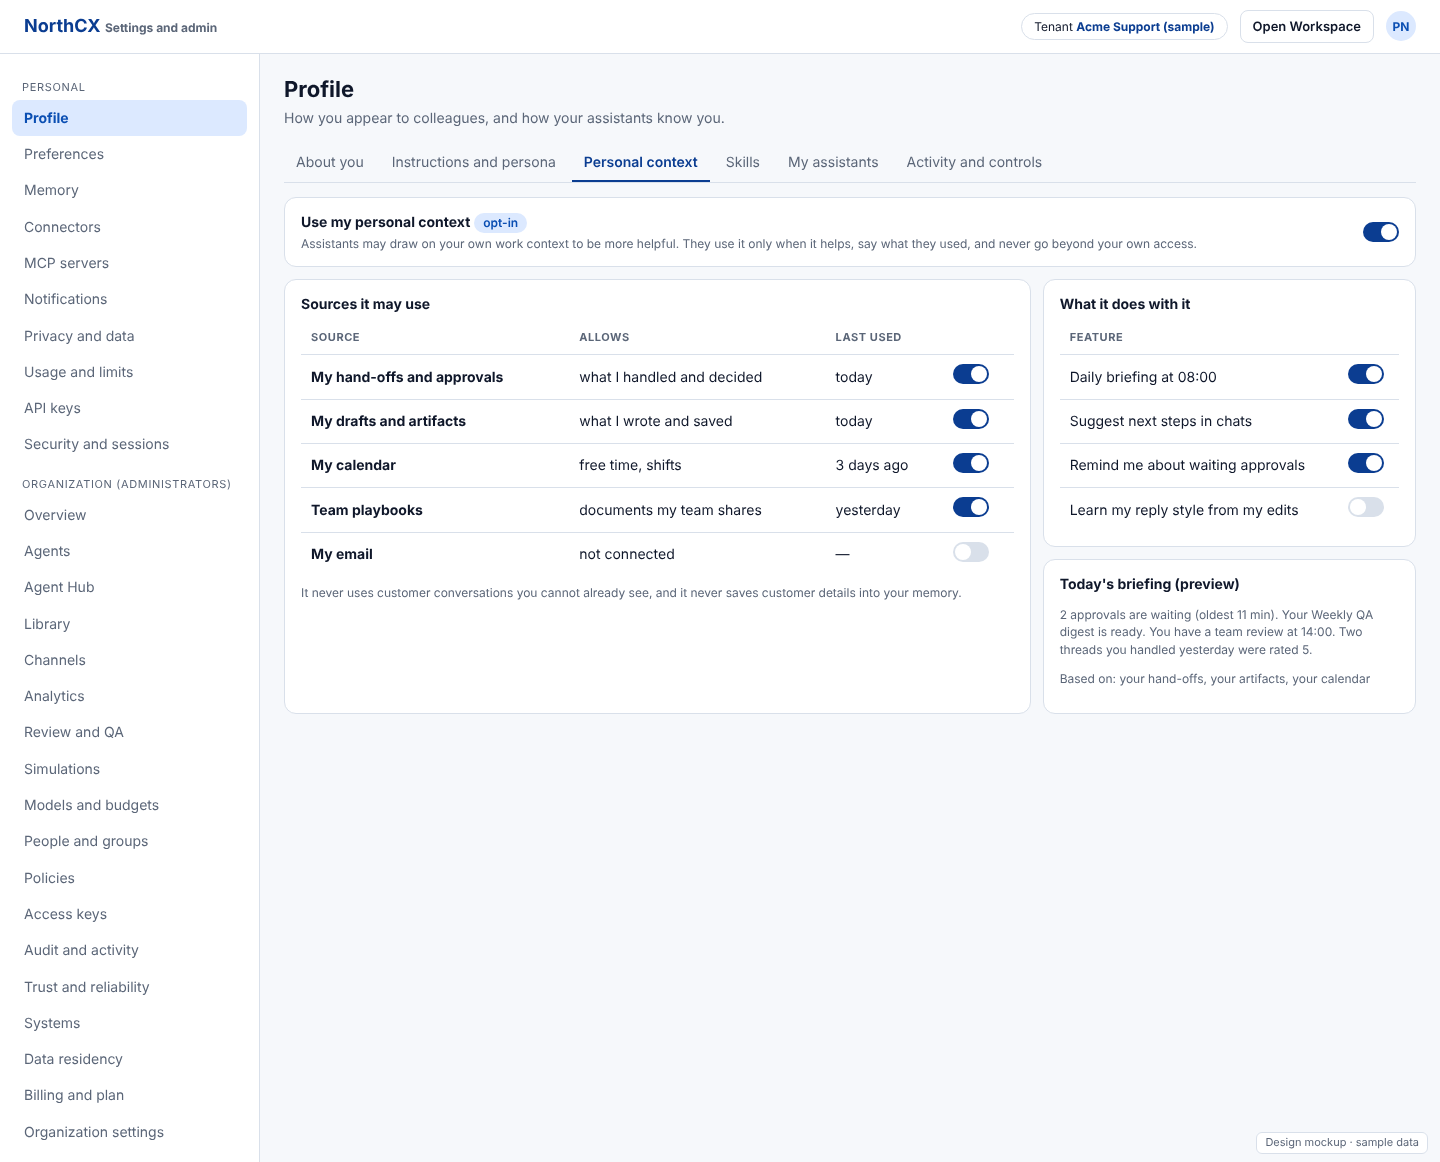 NorthCX Settings and admin
Tenant Acme Support (sample)
Open Workspace
PN
PERSONAL
Profile
Preferences
Memory
Connectors
MCP servers
Notifications
Privacy and data
Usage and limits
API keys
Security and sessions
ORGANIZATION (ADMINISTRATORS)
Overview
Agents
Agent Hub
Library
Channels
Analytics
Review and QA
Simulations
Models and budgets
People and groups
Policies
Access keys
Audit and activity
Trust and reliability
Systems
Data residency
Billing and plan
Organization settings
Profile
How you appear to colleagues, and how your assistants know you.
About you Instructions and persona Personal context Skills My assistants Activity and controls
Use my personal context opt-in
Assistants may draw on your own work context to be more helpful. They use it only when it helps, say what they used, and never go beyond your own access.
Sources it may use
SOURCE ALLOWS LAST USED
My hand-offs and approvals what I handled and decided today
My drafts and artifacts what I wrote and saved today
My calendar free time, shifts 3 days ago
Team playbooks documents my team shares yesterday
My email not connected —
It never uses customer conversations you cannot already see, and it never saves customer details into your memory.
What it does with it
FEATURE
Daily briefing at 08:00
Suggest next steps in chats
Remind me about waiting approvals
Learn my reply style from my edits
Today's briefing (preview)
2 approvals are waiting (oldest 11 min). Your Weekly QA
digest is ready. You have a team review at 14:00. Two
threads you handled yesterday were rated 5.
Based on: your hand-offs, your artifacts, your calendar
Design mockup · sample data